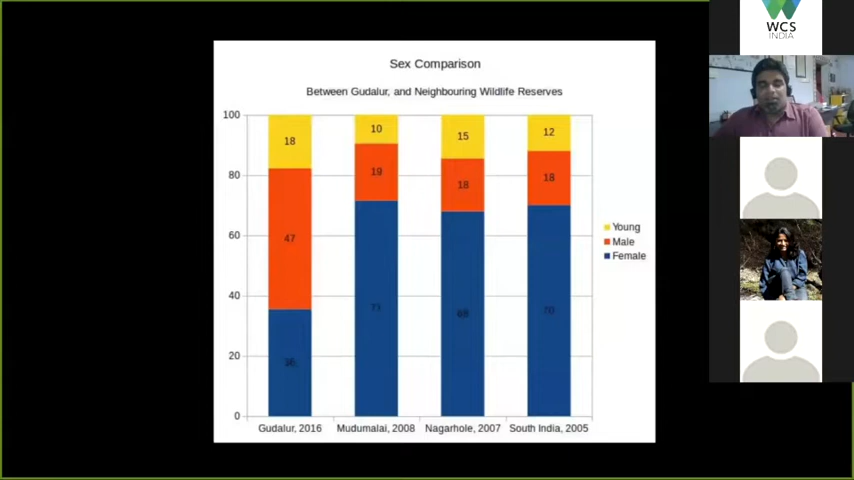 WCS
INDIA
Sex Comparison
Between Gudalur, and Neighbouring Wildlife Reserves
100
80
60
40
20
0
18
10
15
12
47
19
18
18
36
71
68
70
Young
Male
Female
Gudalur, 2016
Mudumalai, 2008
Nagarhole, 2007
South India, 2005